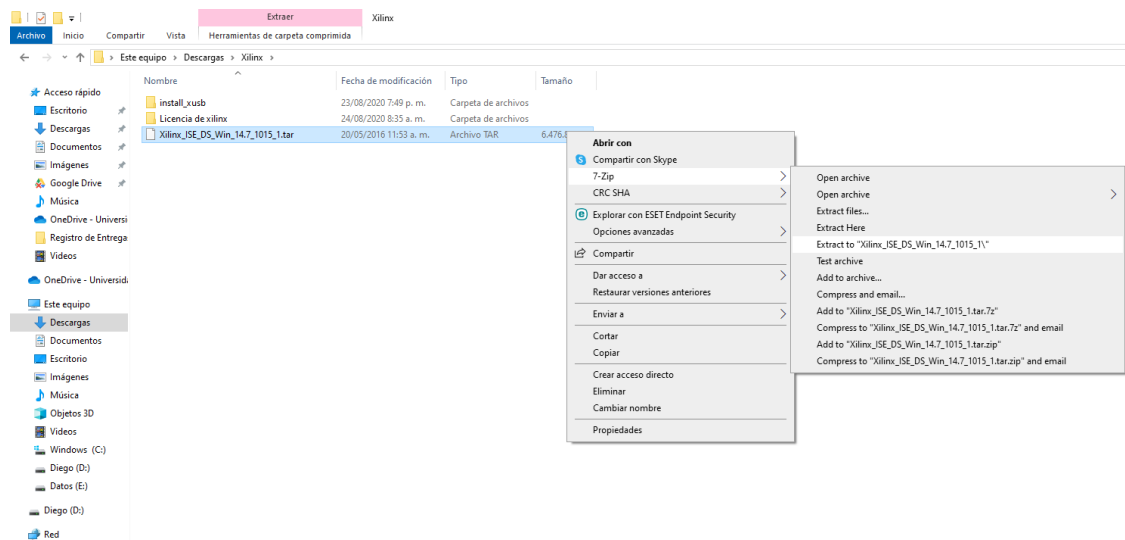 Extraer
Xilinx
Archivo Inicio Compartir Vista Herramientas de carpeta comprimida
Este equipo > Descargas > Xilinx >
Nombre Fecha de modificación Tipo Tamaño
install_xusb 23/08/2020 7:49 p. m. Carpeta de archivos
Licencia de xilinx 24/08/2020 8:35 a. m. Carpeta de archivos
Xilinx_ISE_DS_Win_14.7_1015_1.tar 20/05/2016 11:53 a. m. Archivo TAR
Acceso rápido
Escritorio
Descargas
Documentos
Imágenes
Google Drive
Música
OneDrive - Universi
Registro de Entrega
Videos
OneDrive - Universid
Este equipo
Descargas
Documentos
Escritorio
Imágenes
Música
Objetos 3D
Videos
Windows (C:)
Diego (D:)
Datos (E:)
Diego (D:)
Red
Abrir con
Compartir con Skype
7-Zip
CRC SHA
Explorar con ESET Endpoint Security
Opciones avanzadas
Compartir
Dar acceso a
Restaurar versiones anteriores
Enviar a
Cortar
Copiar
Crear acceso directo
Eliminar
Cambiar nombre
Propiedades
Open archive
Open archive
Extract files...
Extract Here
Extract to "Xilinx_ISE_DS_Win_14.7_1015_1\"
Test archive
Add to archive...
Compress and email...
Add to "Xilinx_ISE_DS_Win_14.7_1015_1.tar.7z"
Compress to "Xilinx_ISE_DS_Win_14.7_1015_1.tar.7z" and email
Add to "Xilinx_ISE_DS_Win_14.7_1015_1.tar.zip"
Compress to "Xilinx_ISE_DS_Win_14.7_1015_1.tar.zip" and email